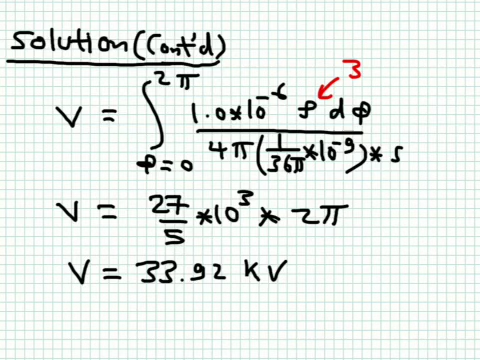 Solution (Cont'd)
V = ∫_{φ=0}^{2π} (1.0*10^-6 ρ dφ) / (4π(1/36π *10^-9) * 5)
3
V = 27/5 *10^3 * 2π
V = 33.92 KV